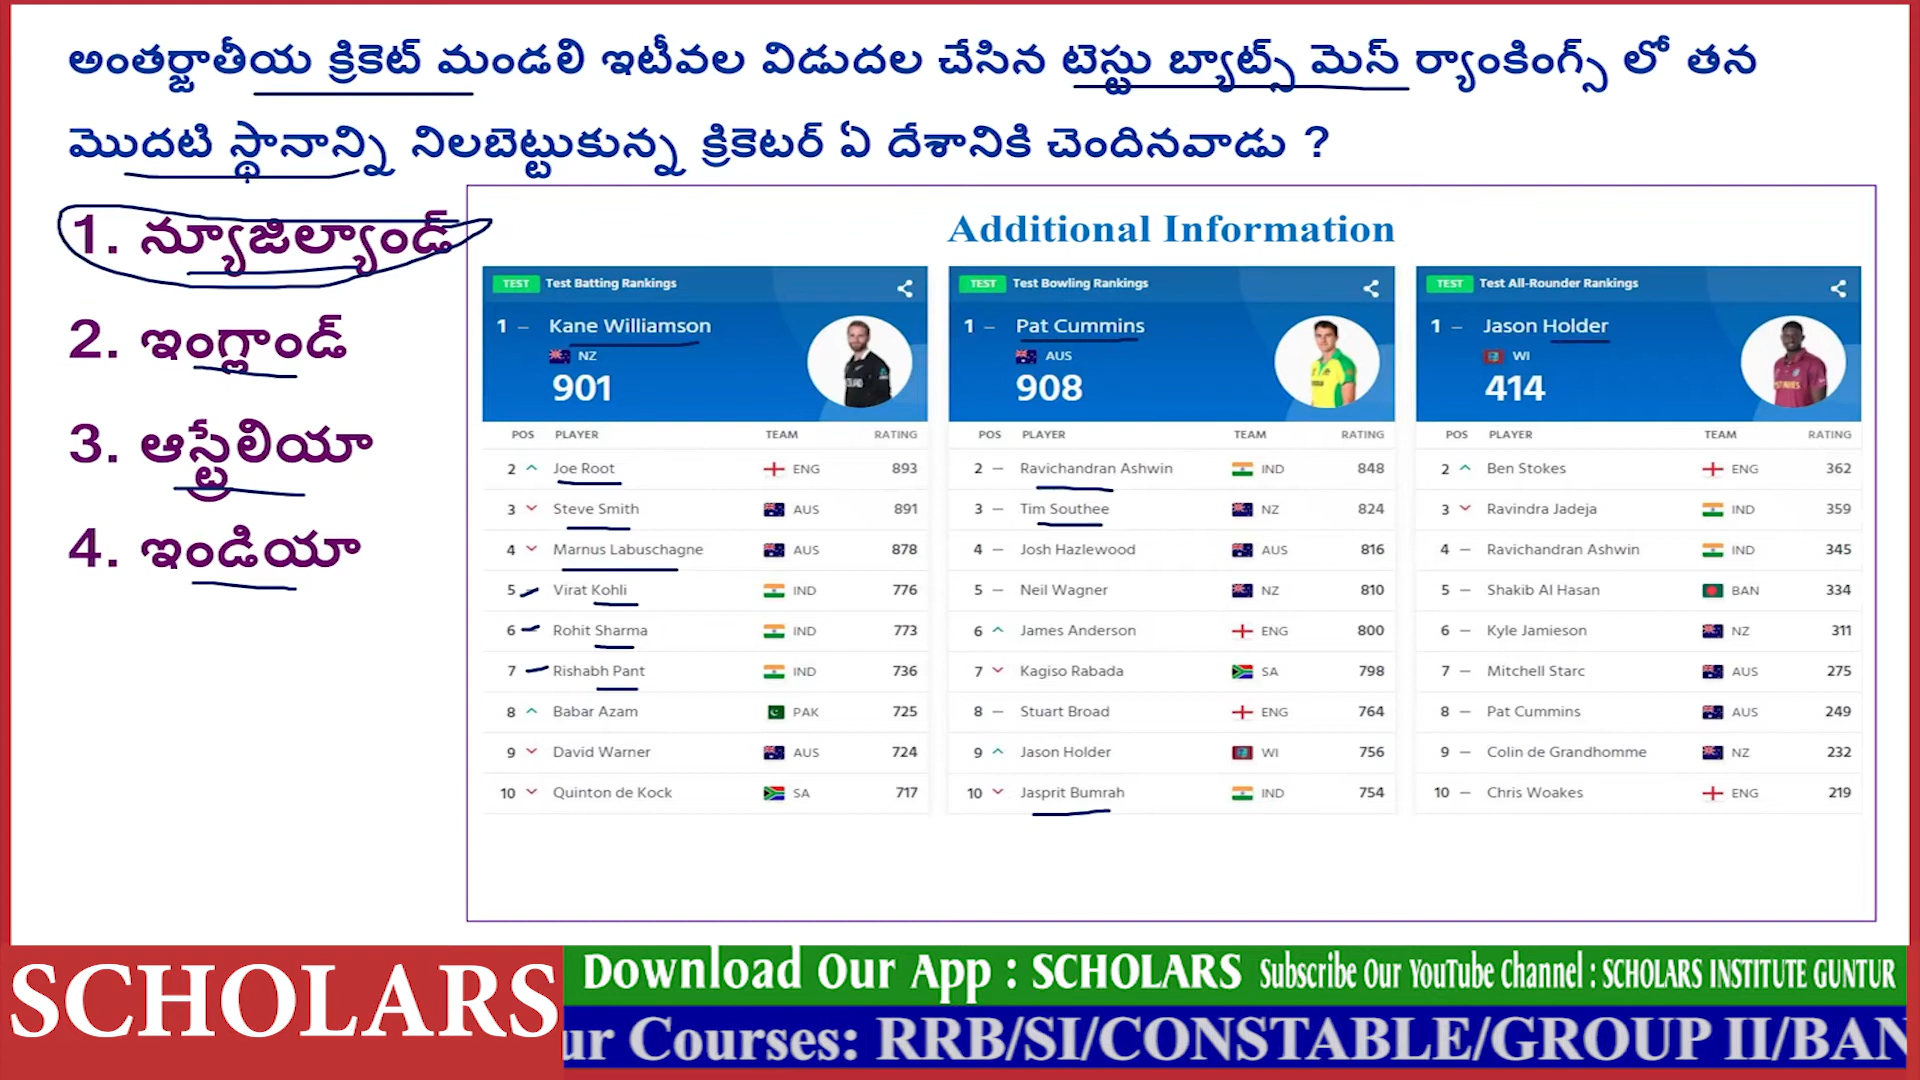 అంతర్జాతీయ క్రికెట్ మండలి ఇటీవల విడుదల చేసిన టెస్టు బ్యాట్స్ మెన్ ర్యాంకింగ్స్ లో తన
మొదటి స్థానాన్ని నిలబెట్టుకున్న క్రికెటర్ ఏ దేశానికి చెందినవాడు ?
1. న్యూజిల్యాండ్
2. ఇంగ్లాండ్
3. ఆస్ట్రేలియా
4. ఇండియా
Additional Information
TEST Test Batting Rankings
1 – Kane Williamson
NZ
901
POS PLAYER TEAM RATING
2 Joe Root ENG 893
3 Steve Smith AUS 891
4 Marnus Labuschagne AUS 878
5 Virat Kohli IND 776
6 Rohit Sharma IND 773
7 Rishabh Pant IND 736
8 Babar Azam PAK 725
9 David Warner AUS 724
10 Quinton de Kock SA 717
TEST Test Bowling Rankings
1 – Pat Cummins
AUS
908
POS PLAYER TEAM RATING
2 – Ravichandran Ashwin IND 848
3 – Tim Southee NZ 824
4 – Josh Hazlewood AUS 816
5 – Neil Wagner NZ 810
6 James Anderson ENG 800
7 Kagiso Rabada SA 798
8 – Stuart Broad ENG 764
9 Jason Holder WI 756
10 Jasprit Bumrah IND 754
TEST Test All-Rounder Rankings
1 – Jason Holder
WI
414
POS PLAYER TEAM RATING
2 Ben Stokes ENG 362
3 Ravindra Jadeja IND 359
4 – Ravichandran Ashwin IND 345
5 – Shakib Al Hasan BAN 334
6 – Kyle Jamieson NZ 311
7 – Mitchell Starc AUS 275
8 – Pat Cummins AUS 249
9 – Colin de Grandhomme NZ 232
10 – Chris Woakes ENG 219
SCHOLARS
Download Our App : SCHOLARS Subscribe Our YouTube Channel : SCHOLARS INSTITUTE GUNTUR
ur Courses: RRB/SI/CONSTABLE/GROUP II/BAN